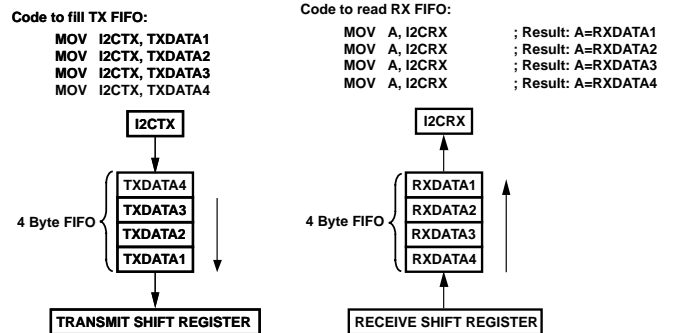 Code to fill TX FIFO:
MOV I2CTX, TXDATA1
MOV I2CTX, TXDATA2
MOV I2CTX, TXDATA3
MOV I2CTX, TXDATA4
I2CTX
TXDATA4
TXDATA3
TXDATA2
TXDATA1
4 Byte FIFO
TRANSMIT SHIFT REGISTER
Code to read RX FIFO:
MOV A, I2CRX ; Result: A=RXDATA1
MOV A, I2CRX ; Result: A=RXDATA2
MOV A, I2CRX ; Result: A=RXDATA3
MOV A, I2CRX ; Result: A=RXDATA4
I2CRX
RXDATA1
RXDATA2
RXDATA3
RXDATA4
4 Byte FIFO
RECEIVE SHIFT REGISTER